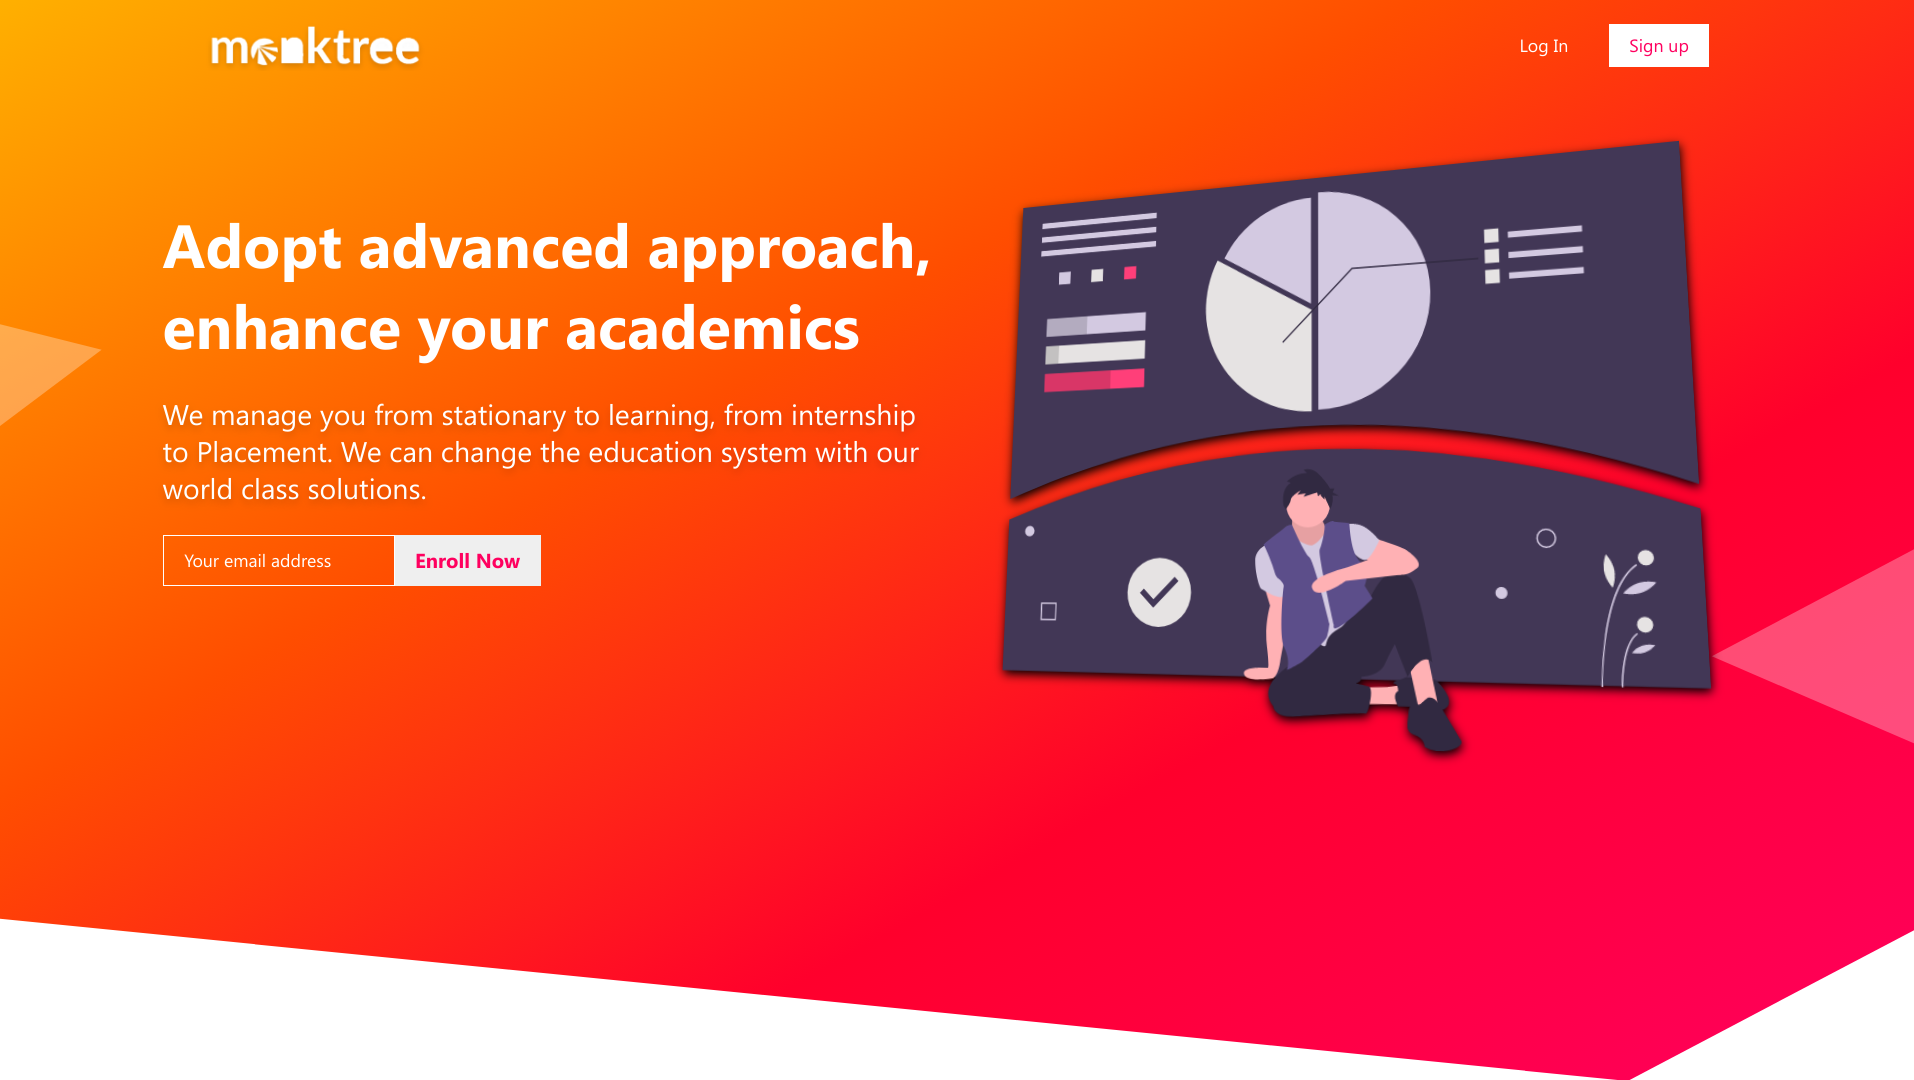 monktree
Log In
Sign up
Adopt advanced approach,
enhance your academics
We manage you from stationary to learning, from internship
to Placement. We can change the education system with our
world class solutions.
Your email address
Enroll Now